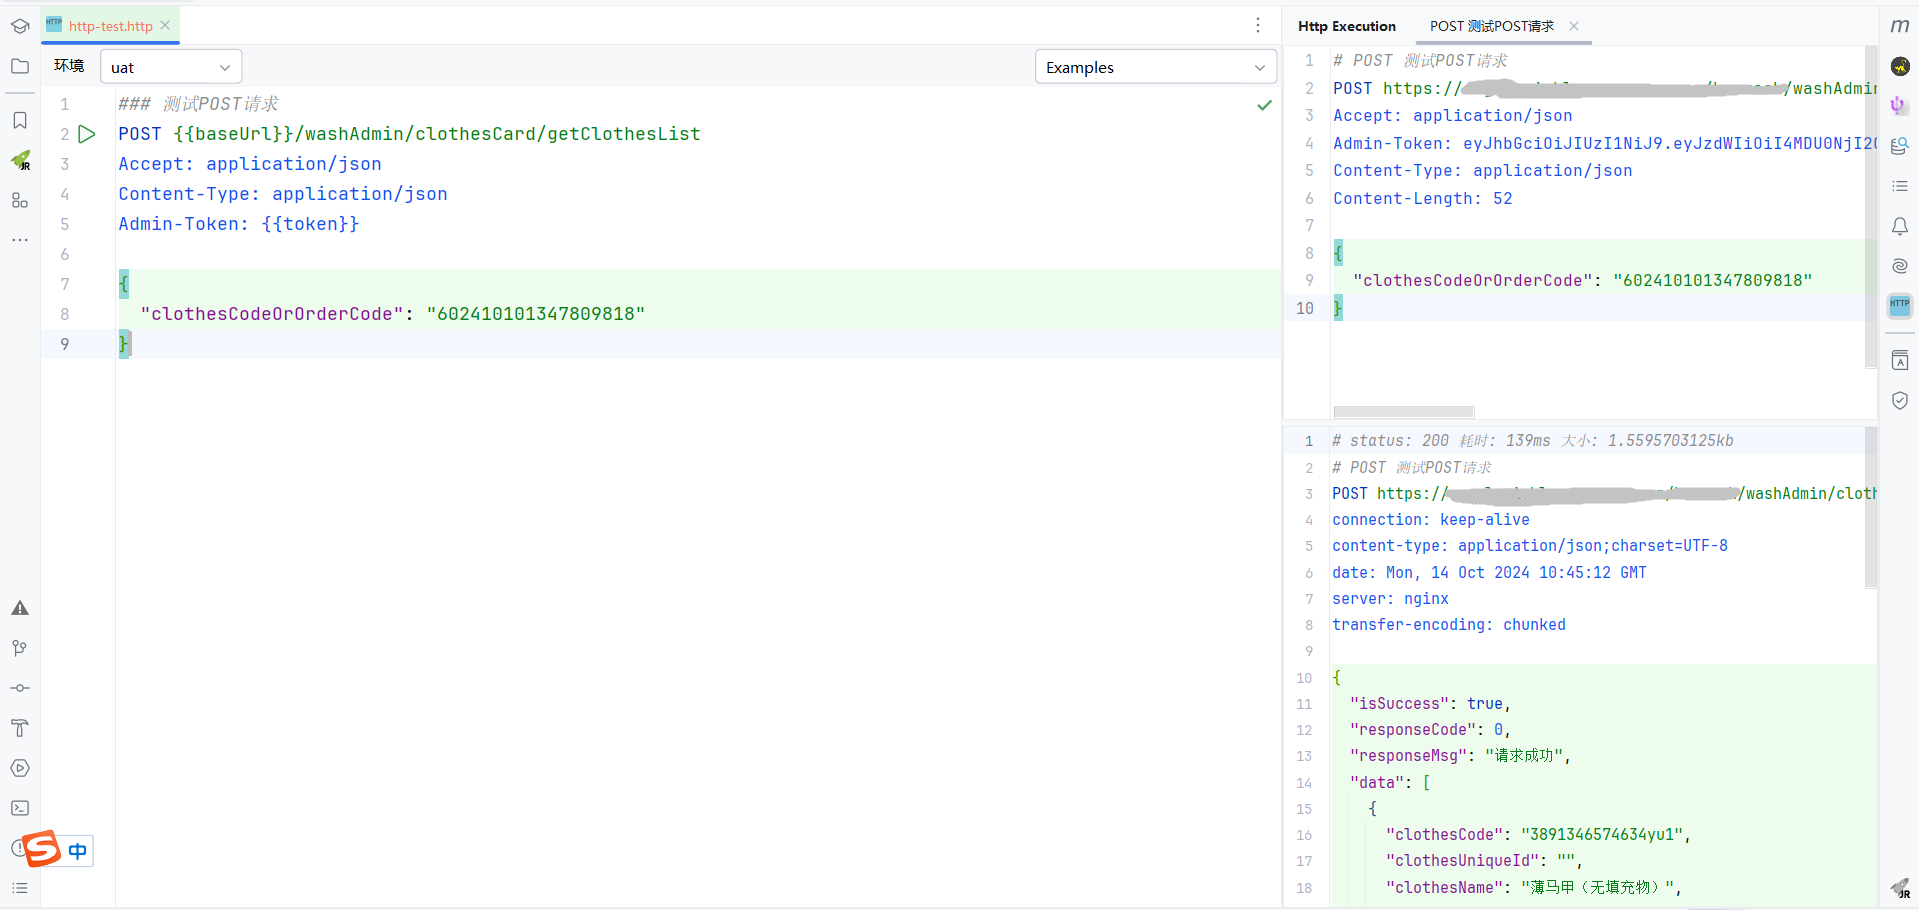 http-test.http
环境
uat
Examples
1 ### 测试POST请求
2 POST {{baseUrl}}/washAdmin/clothesCard/getClothesList
3 Accept: application/json
4 Content-Type: application/json
5 Admin-Token: {{token}}
6
7 {
8 "clothesCodeOrOrderCode": "602410101347809818"
9 }
Http Execution
POST 测试POST请求
1 # POST 测试POST请求
2 POST https:// /washAdmin
3 Accept: application/json
4 Admin-Token: eyJhbGciOiJIUzI1NiJ9.eyJzdWIiOiI4MDU0NjI2
5 Content-Type: application/json
6 Content-Length: 52
7
8 {
9 "clothesCodeOrOrderCode": "602410101347809818"
10 }
1 # status: 200 耗时: 139ms 大小: 1.5595703125kb
2 # POST 测试POST请求
3 POST https:// /washAdmin/cloth
4 connection: keep-alive
5 content-type: application/json;charset=UTF-8
6 date: Mon, 14 Oct 2024 10:45:12 GMT
7 server: nginx
8 transfer-encoding: chunked
9
10 {
11 "isSuccess": true,
12 "responseCode": 0,
13 "responseMsg": "请求成功",
14 "data": [
15 {
16 "clothesCode": "3891346574634yu1",
17 "clothesUniqueId": "",
18 "clothesName": "薄马甲（无填充物）",
HTTP
HTTP
m
JR
JR
A
S
中